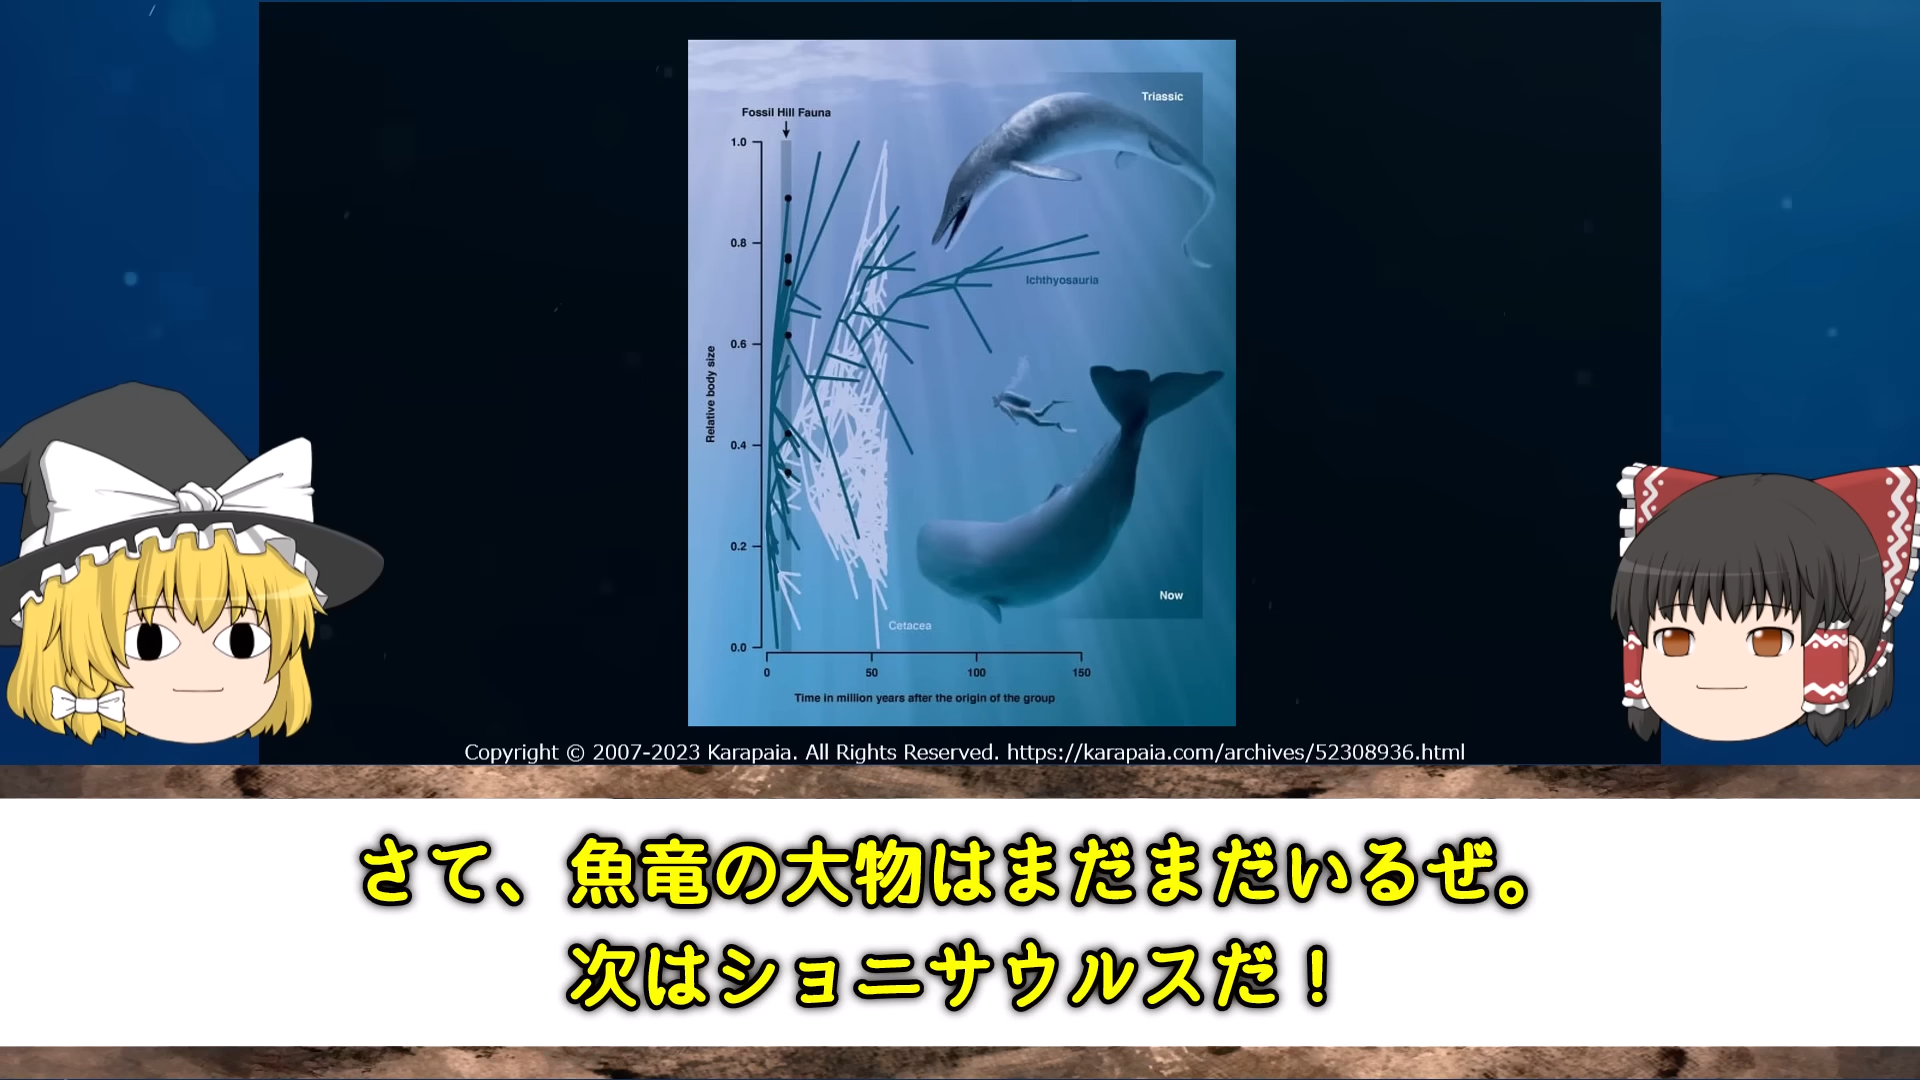 Fossil Hill Fauna
Triassic
1.0
0.8
0.6
0.4
0.2
0.0
Relative body size
Ichthyosauria
Now
Cetacea
0 50 100 150
Time in million years after the origin of the group
Copyright © 2007-2023 Karapaia. All Rights Reserved. https://karapaia.com/archives/52308936.html
さて、魚竜の大物はまだまだいるぜ。
次はショニサウルスだ！